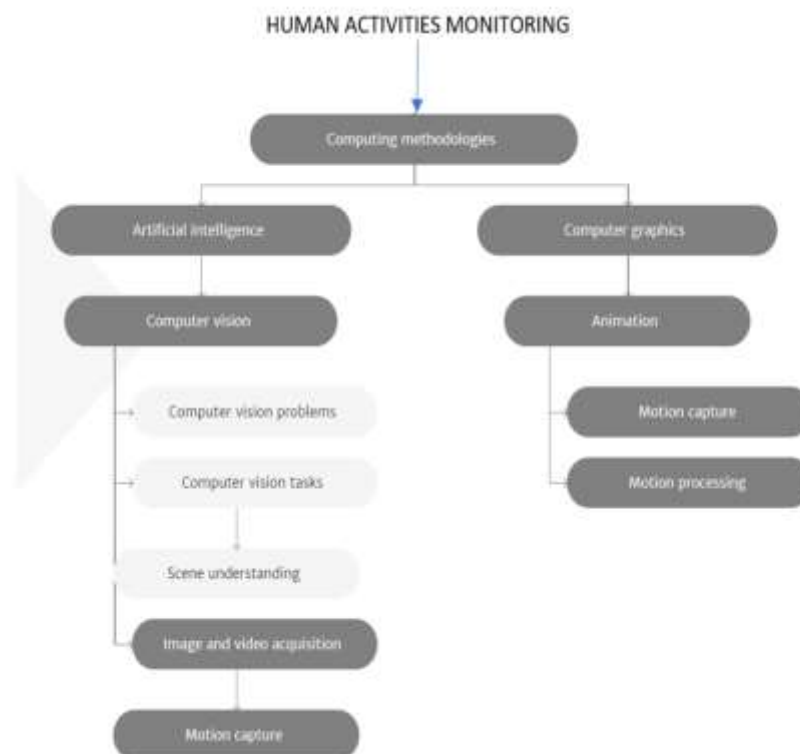 HUMAN ACTIVITIES MONITORING
Computing methodologies
Artificial intelligence
Computer graphics
Computer vision
Animation
Computer vision problems
Motion capture
Computer vision tasks
Motion processing
Scene understanding
Image and video acquisition
Motion capture